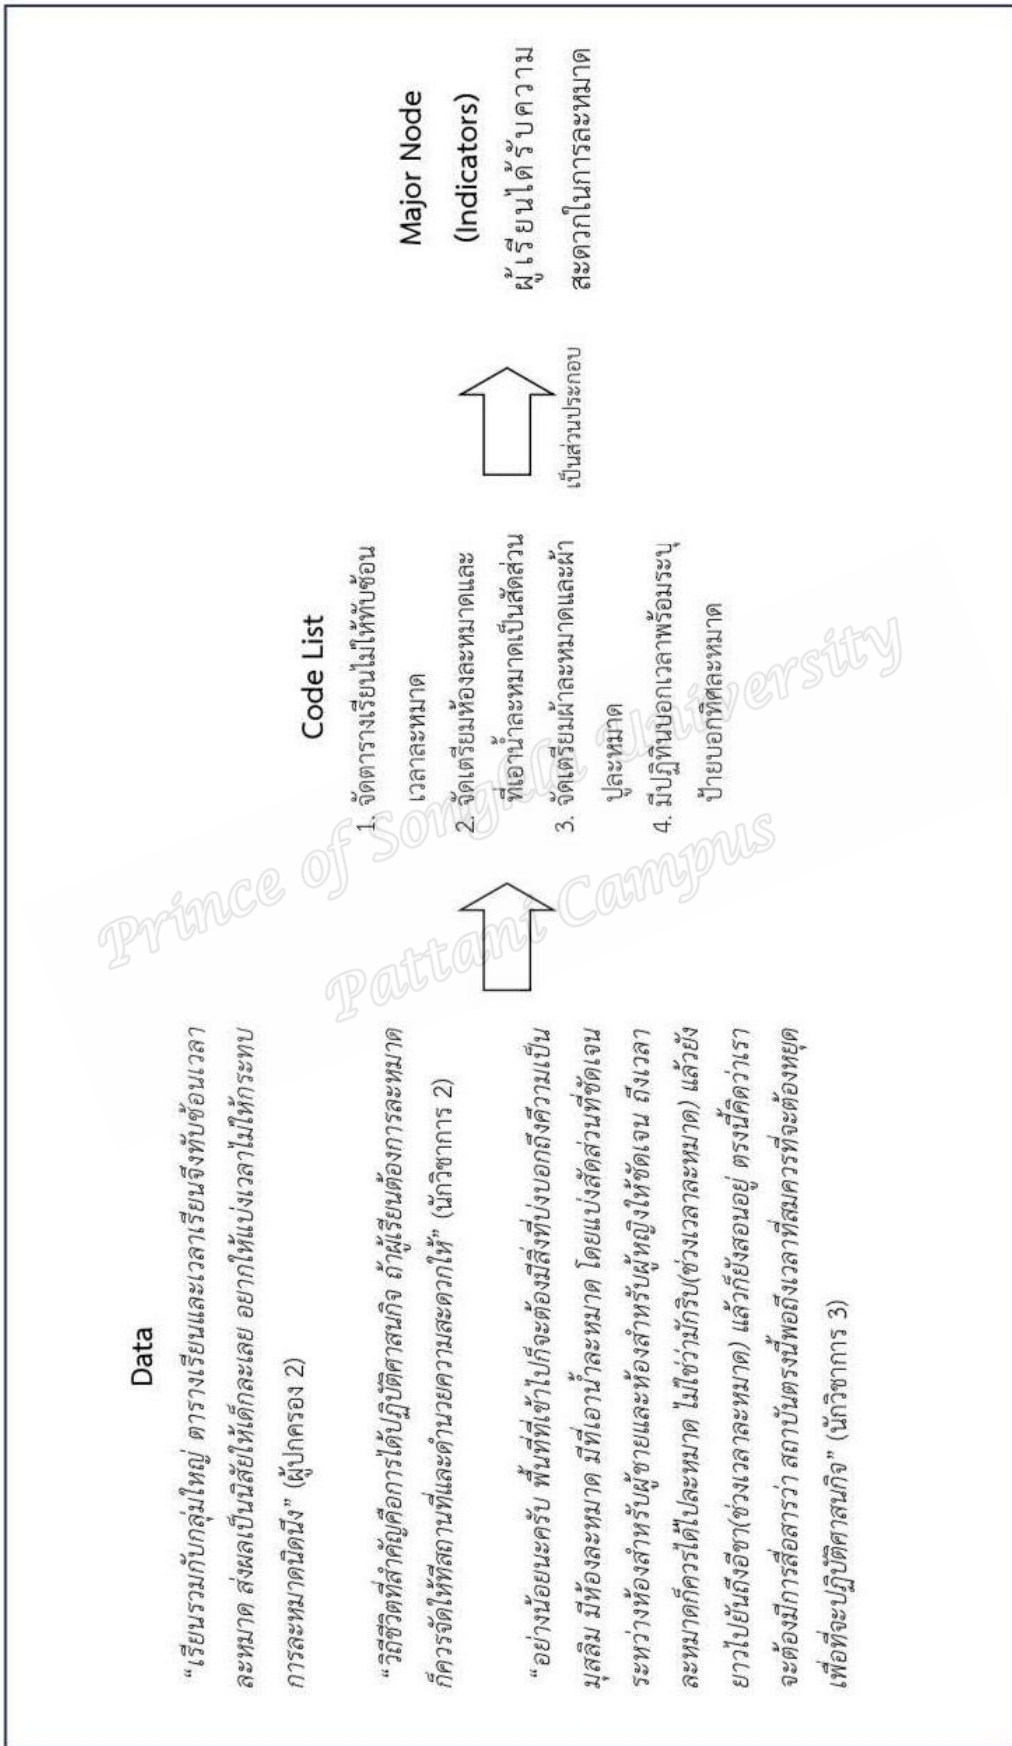 Data
“เรียนรวมกับกลุ่มใหญ่ ตารางเรียนและเวลาเรียนจึงทับซ้อนเวลา
ละหมาด ส่งผลเป็นนิสัยให้เด็กละเลย อยากให้แบ่งเวลาไม่ให้กระทบ
การละหมาดนิดนึง” (ผู้ปกครอง 2)
“วิถีชีวิตที่สำคัญคือการได้ปฏิบัติศาสนกิจ ถ้าผู้เรียนต้องการละหมาด
ก็ควรจัดให้ที่สถานที่และดำนวยความสะดวกให้” (นักวิชาการ 2)
“อย่างน้อยนะครับ พื้นที่ที่เข้าไปก็จะต้องมีสิ่งที่บ่งบอกถึงความเป็น
มุสลิม มีห้องละหมาด มีที่เอาน้ำละหมาด โดยแบ่งสัดส่วนที่ชัดเจน
ระหว่างห้องสำหรับผู้ชายและห้องสำหรับผู้หญิงให้ชัดเจน ถึงเวลา
ละหมาดก็ควรได้ไปละหมาด ไม่ใช่ว่ามักริบ(ช่วงเวลาละหมาด) แล้วยัง
ยาวไปยันถึงอีซา(ช่วงเวลาละหมาด) แล้วก็ยังสอนอยู่ ตรงนี้คิดว่าเรา
จะต้องมีการสื่อสารว่า สถาบันตรงนี้พอถึงเวลาที่สมควรที่จะต้องหยุด
เพื่อที่จะปฏิบัติศาสนกิจ” (นักวิชาการ 3)
Code List
1. จัดตารางเรียนไม่ให้ทับซ้อน
เวลาละหมาด
2. จัดเตรียมห้องละหมาดและ
ที่เอาน้ำละหมาดเป็นสัดส่วน
3. จัดเตรียมผ้าละหมาดและผ้า
ปูละหมาด
4. มีปฏิทินบอกเวลาพร้อมระบุ
ป้ายบอกทิศละหมาด
เป็นส่วนประกอบ
Major Node
(Indicators)
ผู้เรียนได้รับความ
สะดวกในการละหมาด
Prince of Songkla University
Pattani Campus